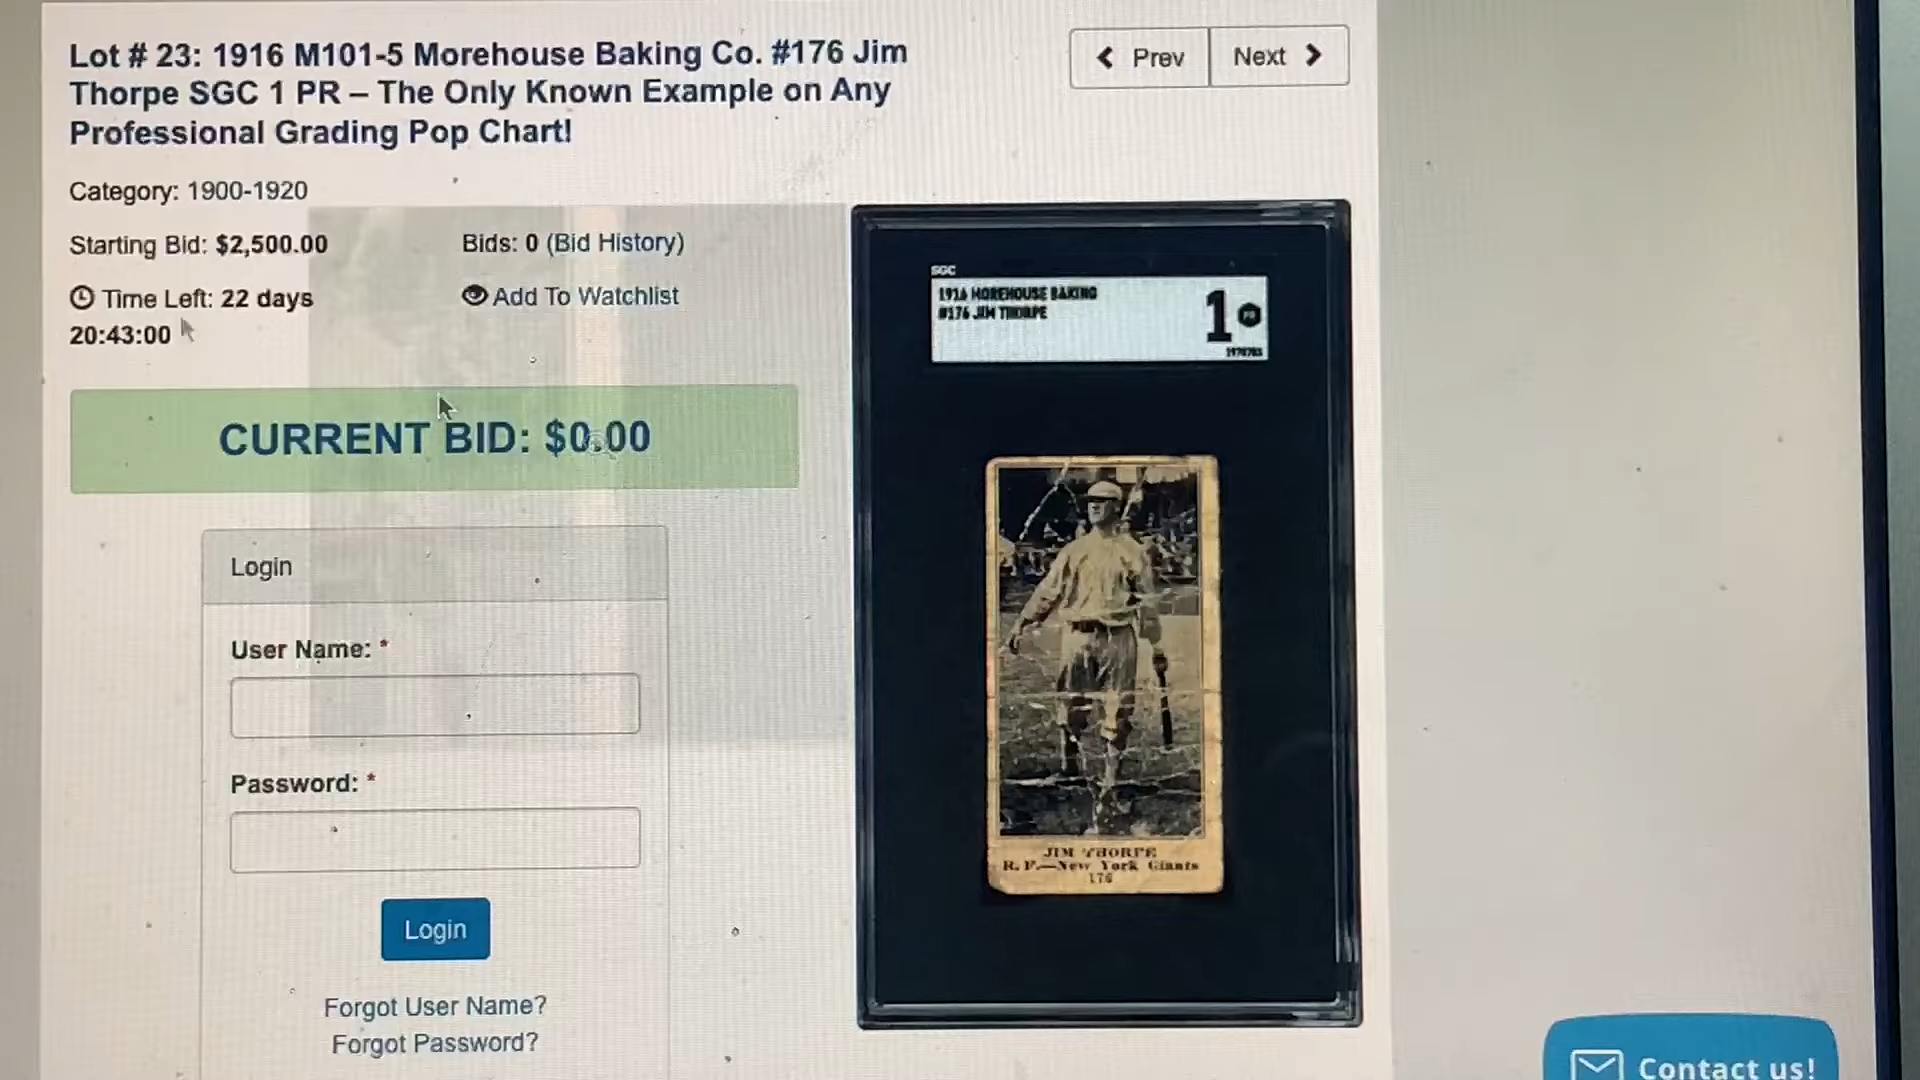 Lot # 23: 1916 M101-5 Morehouse Baking Co. #176 Jim
Thorpe SGC 1 PR – The Only Known Example on Any
Professional Grading Pop Chart!
Prev
Next
Category: 1900-1920
Starting Bid: $2,500.00
Bids: 0 (Bid History)
Time Left: 22 days
20:43:00
Add To Watchlist
CURRENT BID: $0.00
Login
User Name: *
Password: *
Login
Forgot User Name?
Forgot Password?
SGC
1916 MOREHOUSE BAKING
#176 JIM THORPE
1
PR
JIM THORPE
R. F.—New York Giants
176
Contact us!